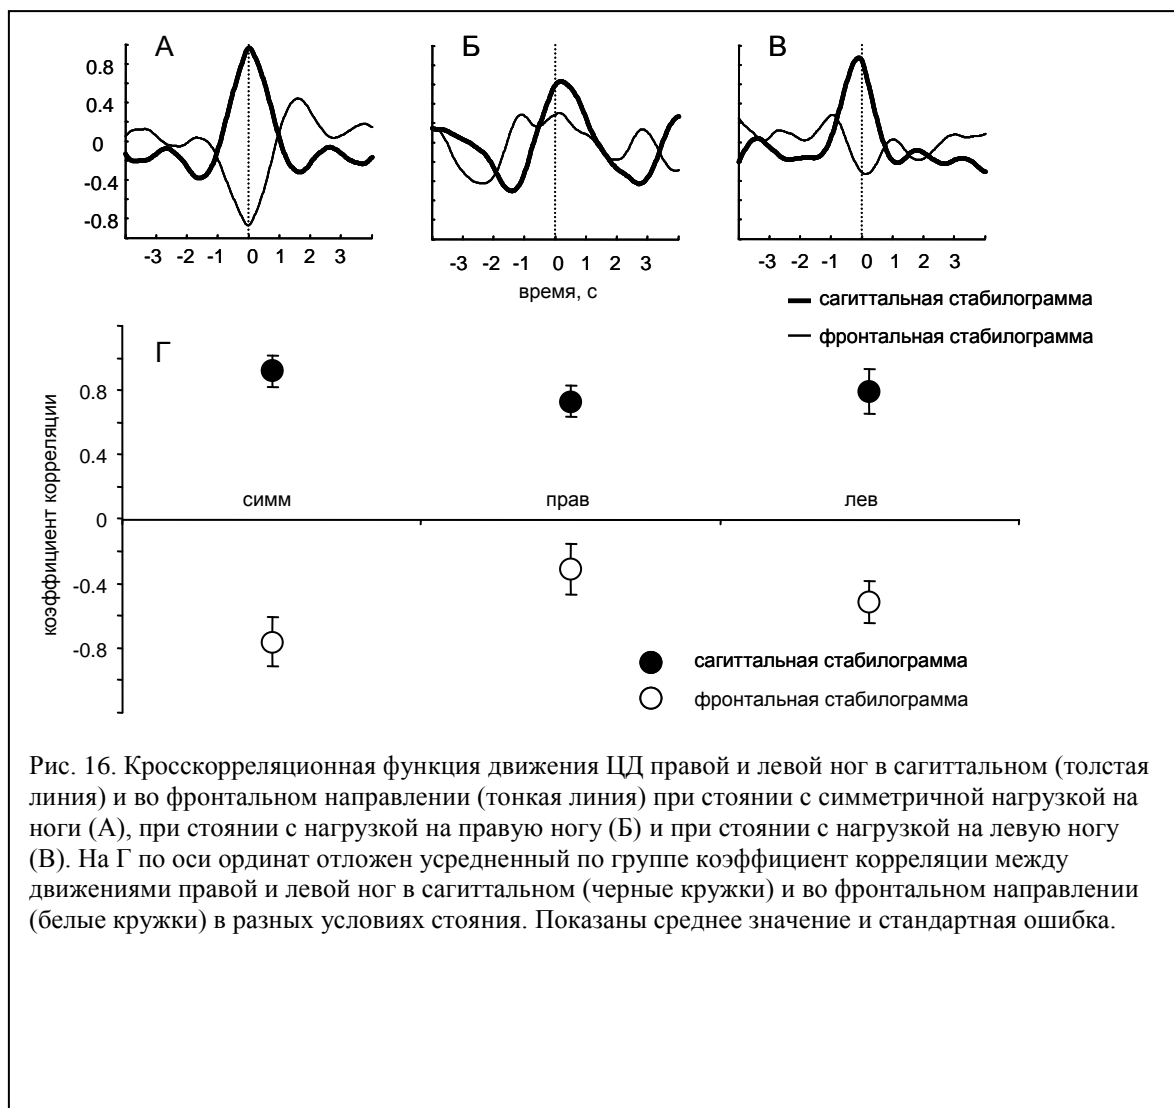 А Б В
0.8
0.4
0
-0.4
-0.8
-3 -2 -1 0 1 2 3
-3 -2 -1 0 1 2 3
-3 -2 -1 0 1 2 3
время, с
сагиттальная стабилограмма
фронтальная стабилограмма
Г
коэффициент корреляции
0.8
0.4
0
-0.4
-0.8
симм прав лев
сагиттальная стабилограмма
фронтальная стабилограмма
Рис. 16. Кросскорреляционная функция движения ЦД правой и левой ног в сагиттальном (толстая
линия) и во фронтальном направлении (тонкая линия) при стоянии с симметричной нагрузкой на
ноги (А), при стоянии с нагрузкой на правую ногу (Б) и при стоянии с нагрузкой на левую ногу
(В). На Г по оси ординат отложен усредненный по группе коэффициент корреляции между
движениями правой и левой ног в сагиттальном (черные кружки) и во фронтальном направлении
(белые кружки) в разных условиях стояния. Показаны среднее значение и стандартная ошибка.